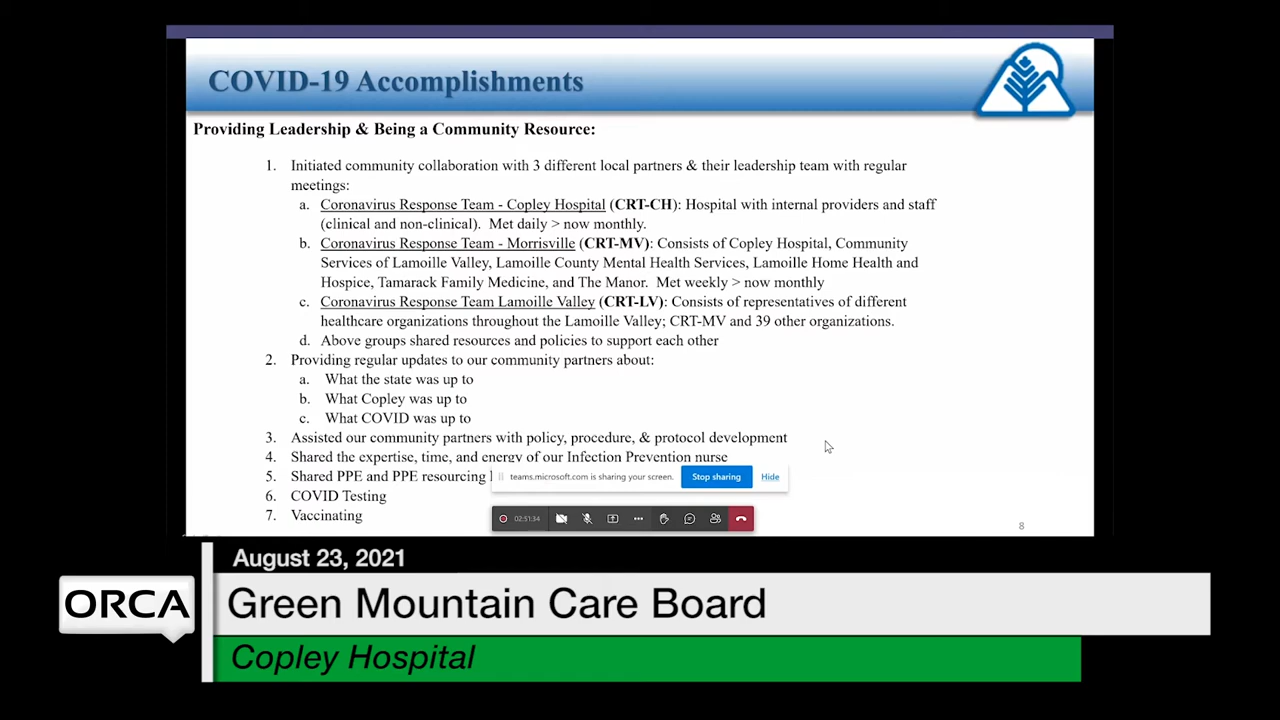 COVID-19 Accomplishments
Providing Leadership & Being a Community Resource:
1. Initiated community collaboration with 3 different local partners & their leadership team with regular
meetings:
a. Coronavirus Response Team - Copley Hospital (CRT-CH): Hospital with internal providers and staff
(clinical and non-clinical). Met daily > now monthly.
b. Coronavirus Response Team - Morrisville (CRT-MV): Consists of Copley Hospital, Community
Services of Lamoille Valley, Lamoille County Mental Health Services, Lamoille Home Health and
Hospice, Tamarack Family Medicine, and The Manor. Met weekly > now monthly
c. Coronavirus Response Team Lamoille Valley (CRT-LV): Consists of representatives of different
healthcare organizations throughout the Lamoille Valley; CRT-MV and 39 other organizations.
d. Above groups shared resources and policies to support each other
2. Providing regular updates to our community partners about:
a. What the state was up to
b. What Copley was up to
c. What COVID was up to
3. Assisted our community partners with policy, procedure, & protocol development
4. Shared the expertise, time, and energy of our Infection Prevention nurse
5. Shared PPE and PPE resourcing
teams.microsoft.com is sharing your screen. Stop sharing Hide
6. COVID Testing
7. Vaccinating
02:51:34
8
August 23, 2021
ORCA
Green Mountain Care Board
Copley Hospital